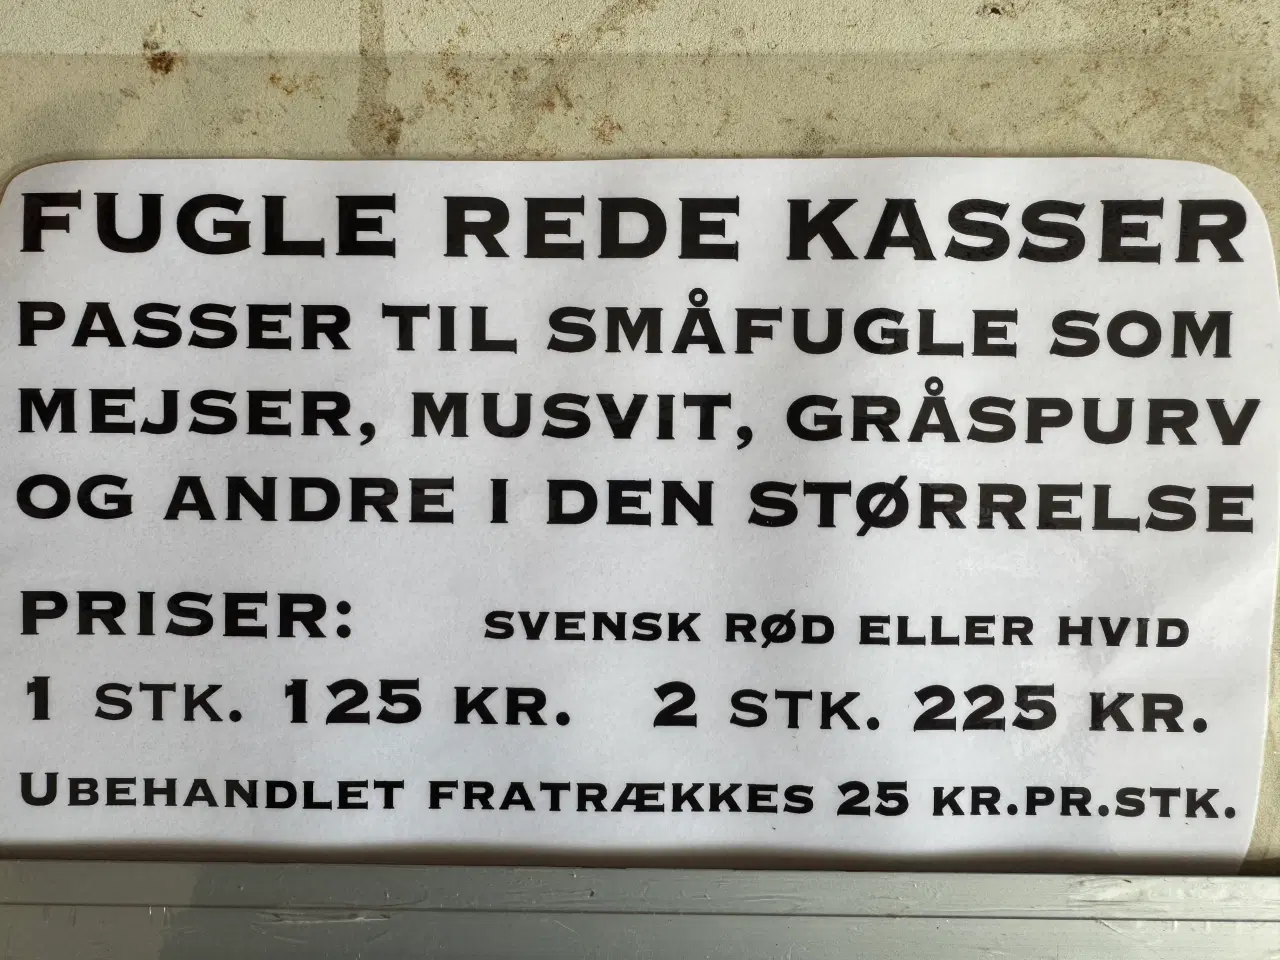 FUGLE REDE KASSER
PASSER TIL SMÅFUGLE SOM
MEJSER, MUSVIT, GRÅSPURV
OG ANDRE I DEN STØRRELSE
PRISER: SVENSK RØD ELLER HVID
1 STK. 125 KR. 2 STK. 225 KR.
UBEHANDLET FRATRÆKKES 25 KR.PR.STK.